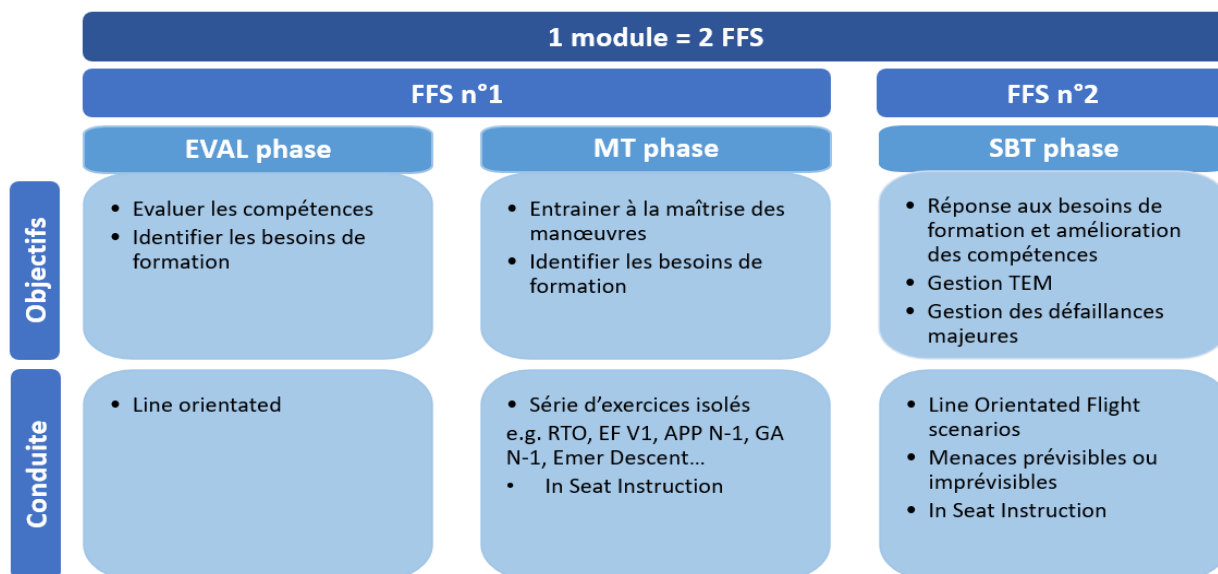 1 module = 2 FFS
FFS n°1
FFS n°2
EVAL phase
MT phase
SBT phase
Objectifs
• Evaluer les compétences
• Identifier les besoins de
formation
• Entrainer à la maîtrise des
manœuvres
• Identifier les besoins de
formation
• Réponse aux besoins de
formation et amélioration
des compétences
• Gestion TEM
• Gestion des défaillances
majeures
Conduite
• Line orientated
• Série d'exercices isolés
e.g. RTO, EF V1, APP N-1, GA
N-1, Emer Descent...
• In Seat Instruction
• Line Orientated Flight
scenarios
• Menaces prévisibles ou
imprévisibles
• In Seat Instruction